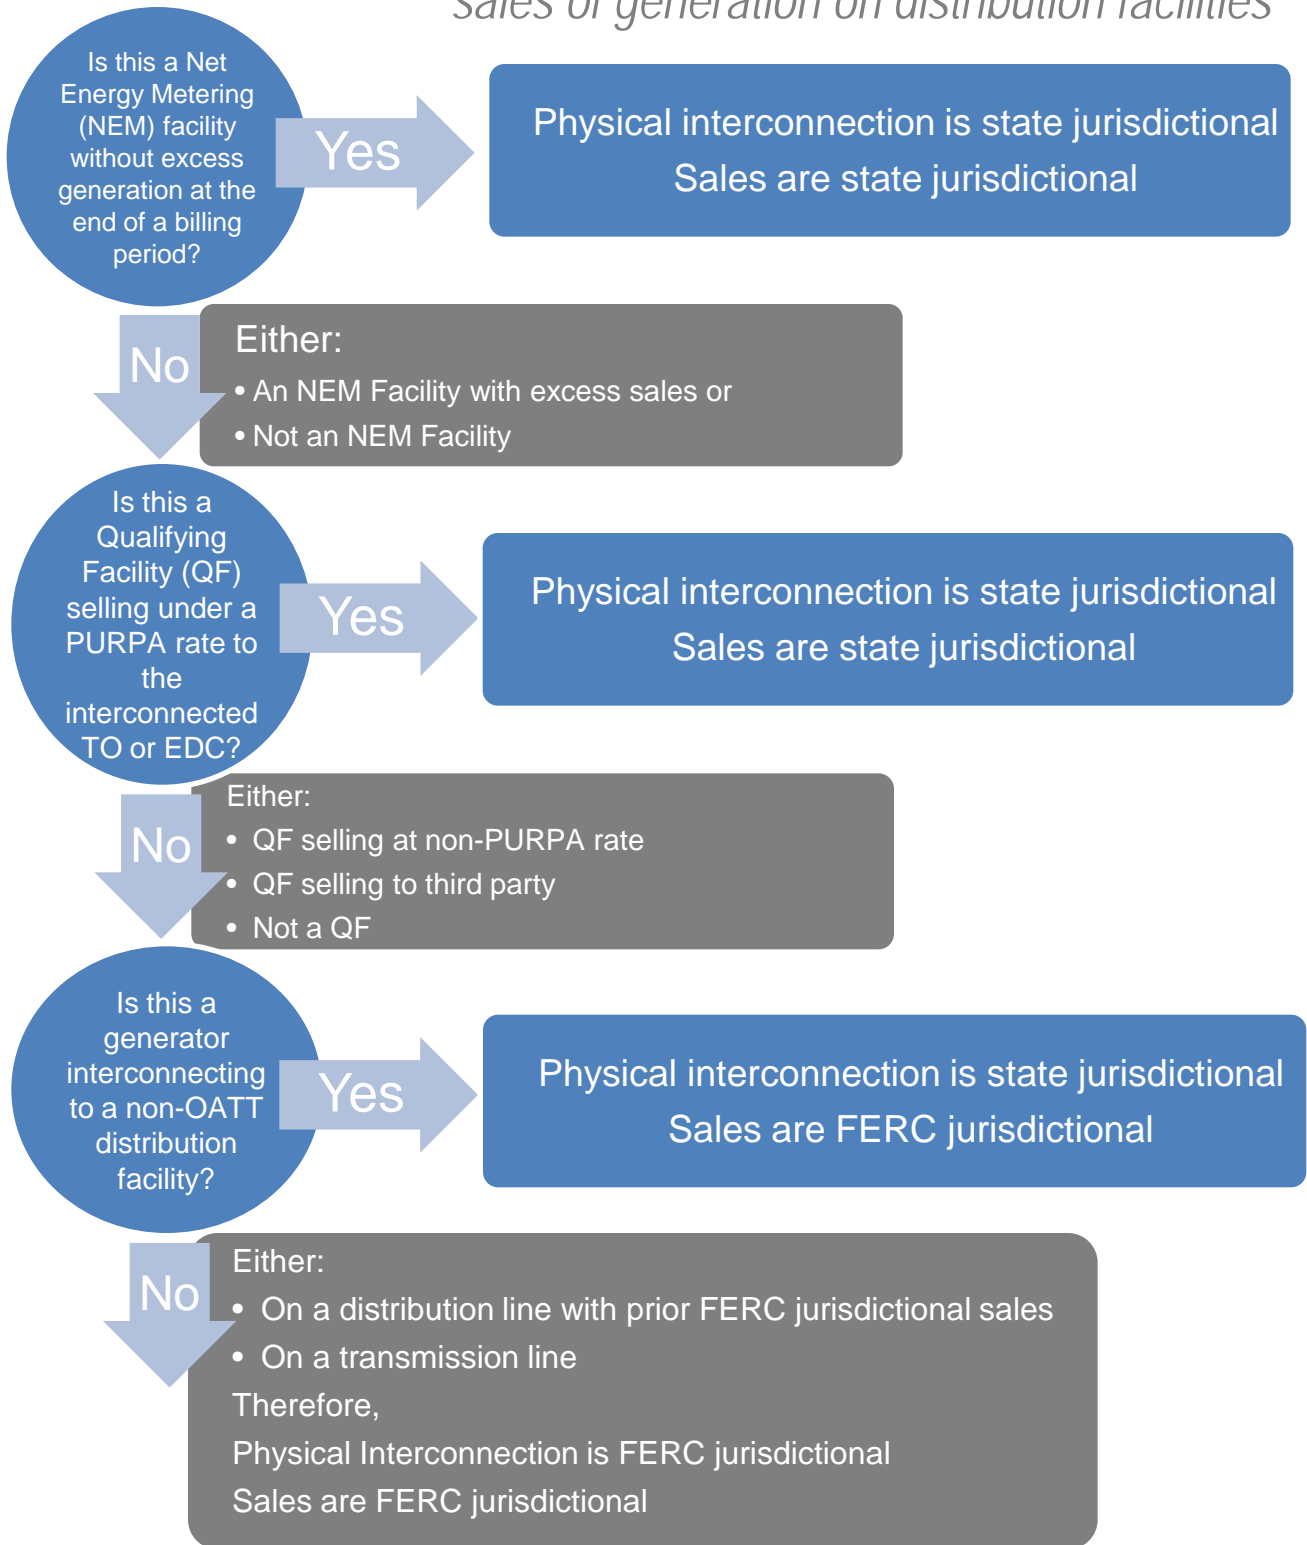 sales of generation on distribution facilities
Is this a Net
Energy Metering
(NEM) facility
without excess
generation at the
end of a billing
period?
Yes
Physical interconnection is state jurisdictional
Sales are state jurisdictional
No
Either:
• An NEM Facility with excess sales or
• Not an NEM Facility
Is this a
Qualifying
Facility (QF)
selling under a
PURPA rate to
the
interconnected
TO or EDC?
Yes
Physical interconnection is state jurisdictional
Sales are state jurisdictional
No
Either:
• QF selling at non-PURPA rate
• QF selling to third party
• Not a QF
Is this a
generator
interconnecting
to a non-OATT
distribution
facility?
Yes
Physical interconnection is state jurisdictional
Sales are FERC jurisdictional
No
Either:
• On a distribution line with prior FERC jurisdictional sales
• On a transmission line
Therefore,
Physical Interconnection is FERC jurisdictional
Sales are FERC jurisdictional